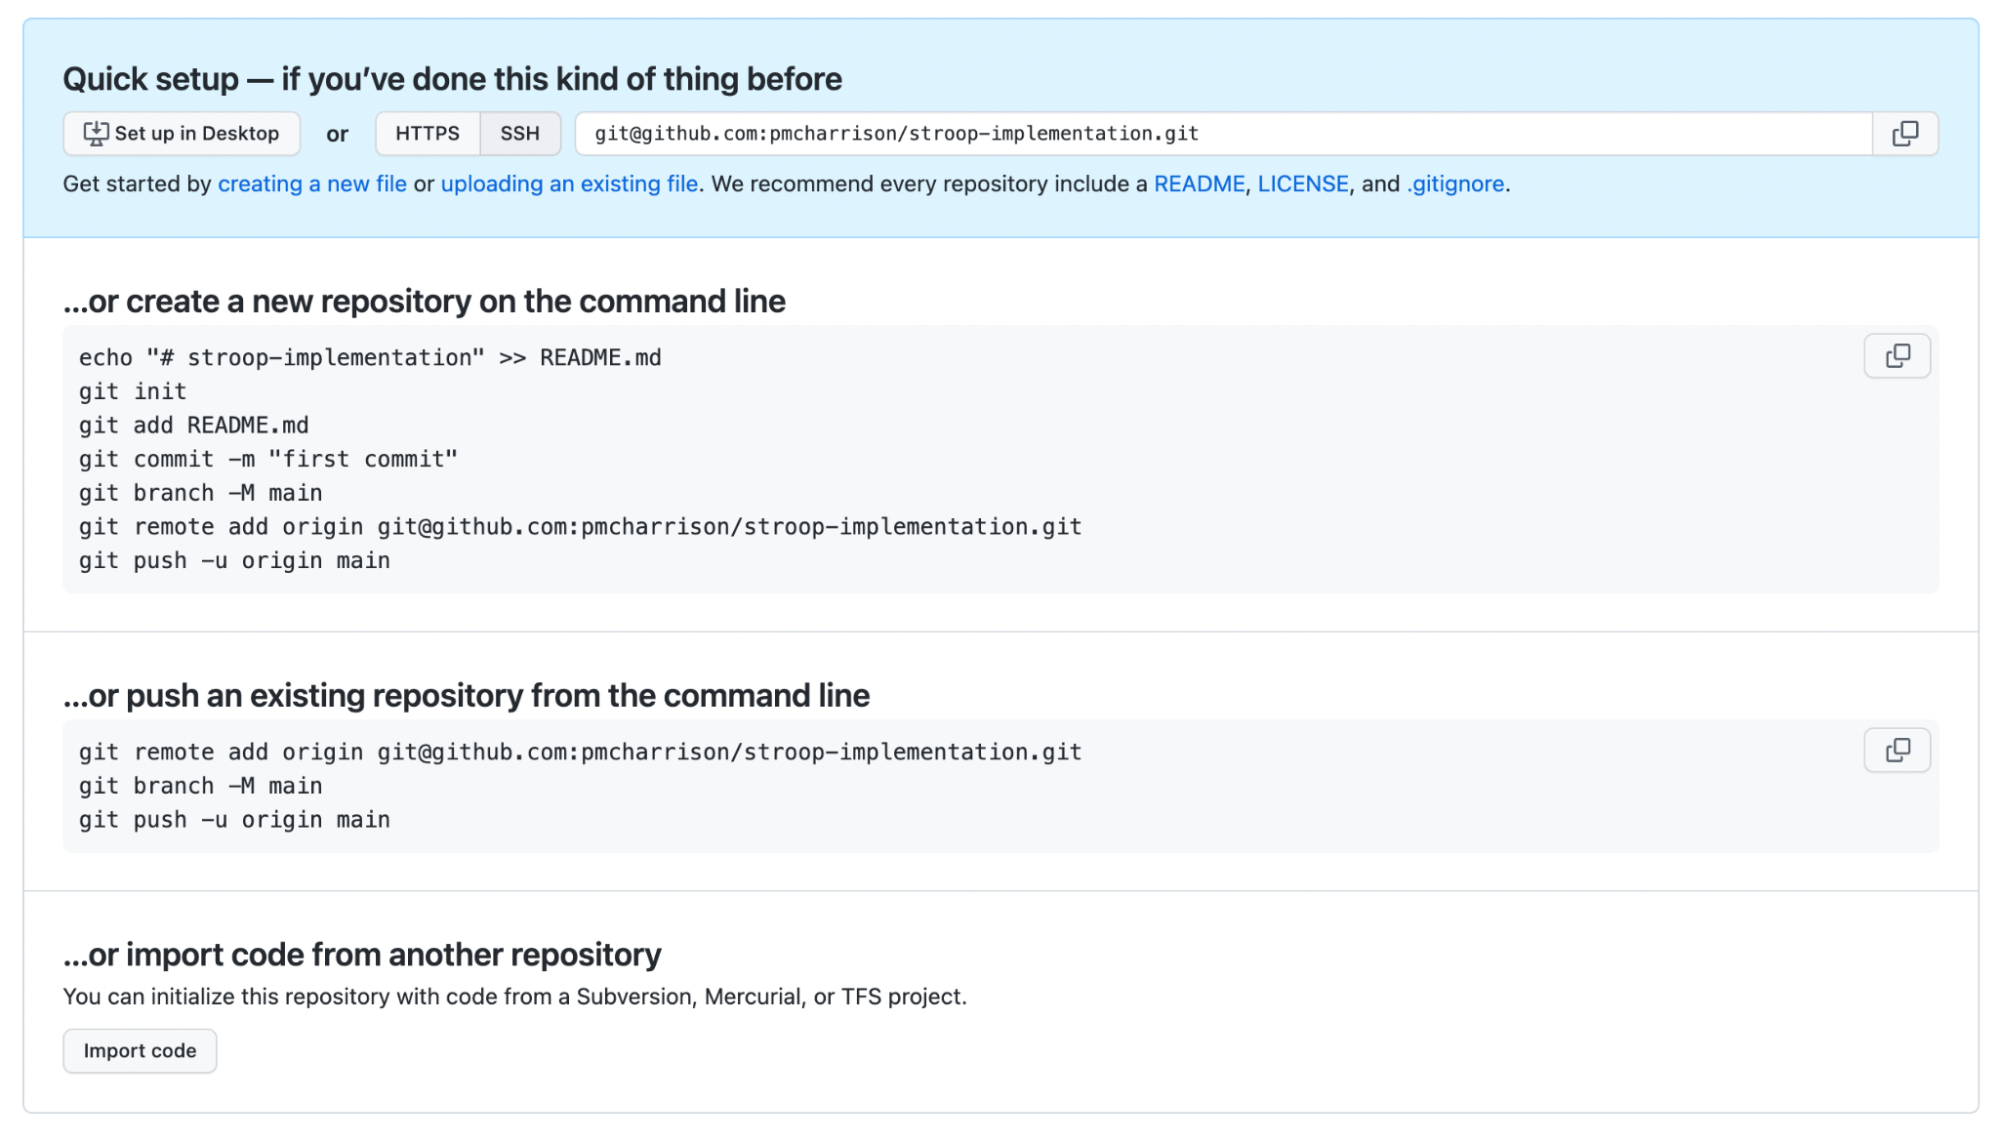 Quick setup — if you’ve done this kind of thing before
Set up in Desktop or HTTPS SSH git@github.com:pmcharrison/stroop-implementation.git
Get started by creating a new file or uploading an existing file. We recommend every repository include a README, LICENSE, and .gitignore.
…or create a new repository on the command line
echo "# stroop-implementation" >> README.md
git init
git add README.md
git commit -m "first commit"
git branch -M main
git remote add origin git@github.com:pmcharrison/stroop-implementation.git
git push -u origin main
…or push an existing repository from the command line
git remote add origin git@github.com:pmcharrison/stroop-implementation.git
git branch -M main
git push -u origin main
…or import code from another repository
You can initialize this repository with code from a Subversion, Mercurial, or TFS project.
Import code